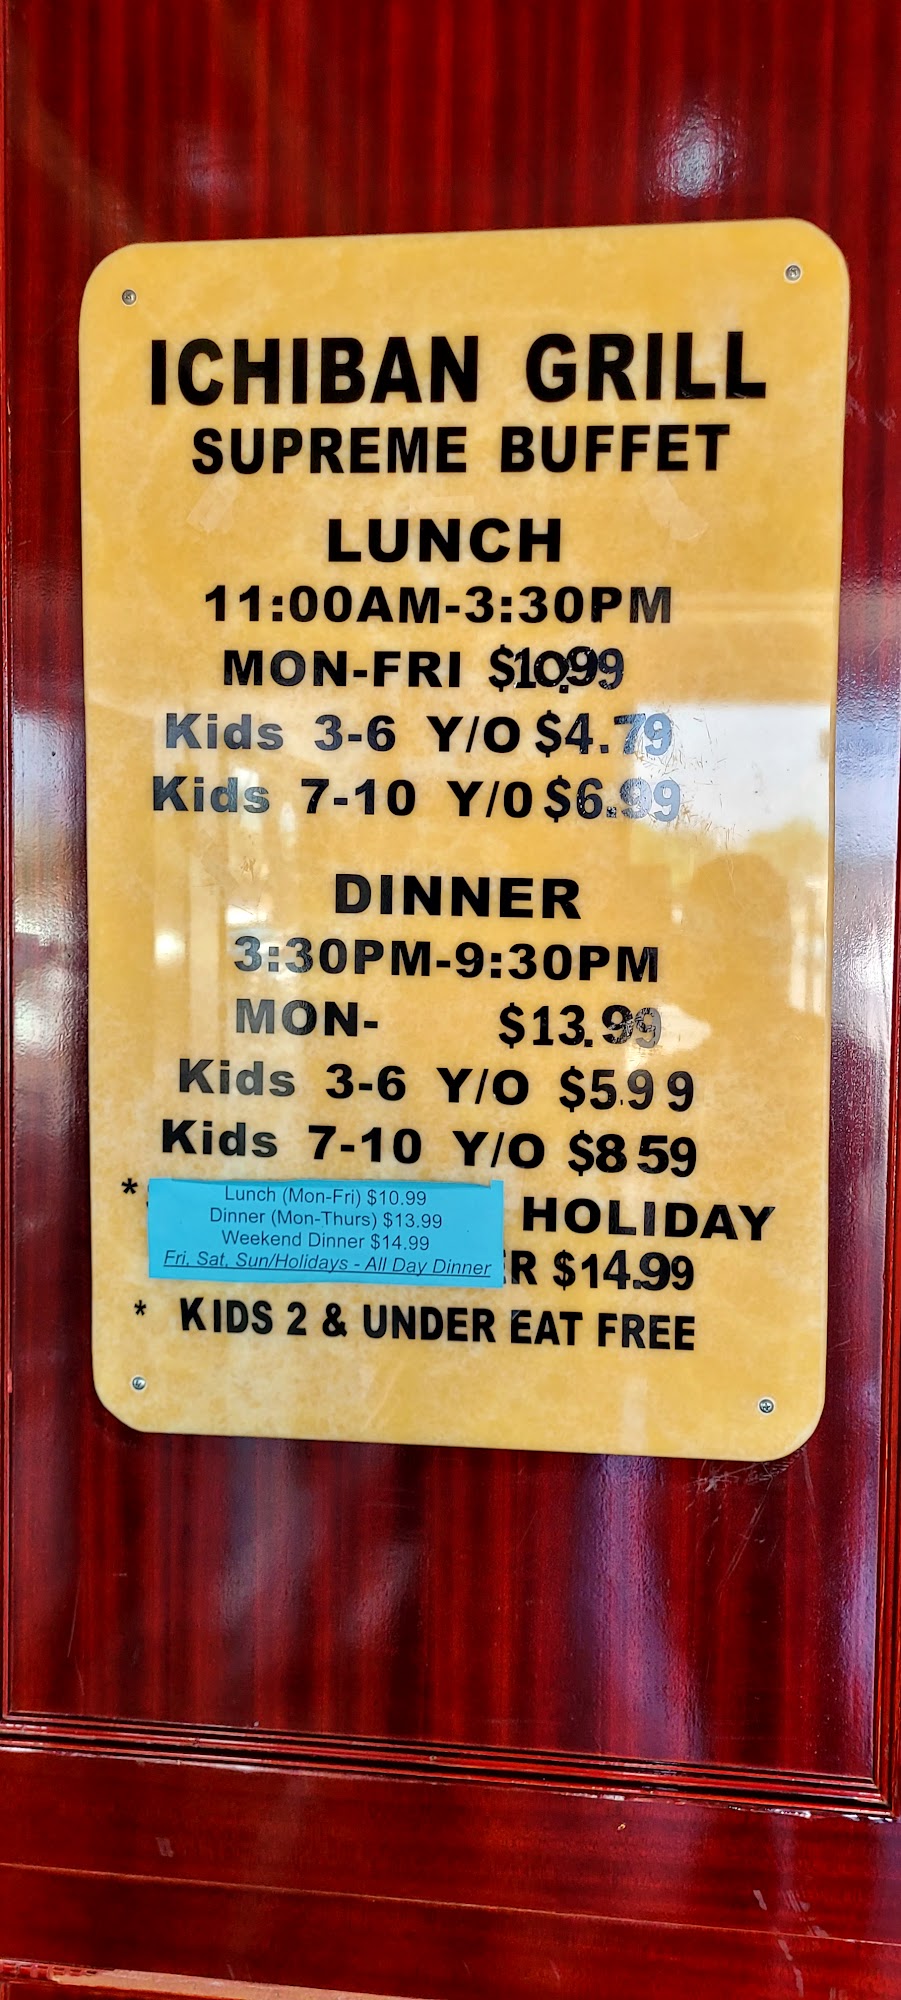 ICHIBAN GRILL
SUPREME BUFFET
LUNCH
11:00AM-3:30PM
MON-FRI $10.99
Kids 3-6 Y/O $4.79
Kids 7-10 Y/0 $6.99
DINNER
3:30PM-9:30PM
MON- $13.99
Kids 3-6 Y/O $5.99
Kids 7-10 Y/O $8 59
* HOLIDAY
Lunch (Mon-Fri) $10.99
Dinner (Mon-Thurs) $13.99
Weekend Dinner $14.99
Fri, Sat, Sun/Holidays - All Day Dinner
R $14.99
* KIDS 2 & UNDER EAT FREE